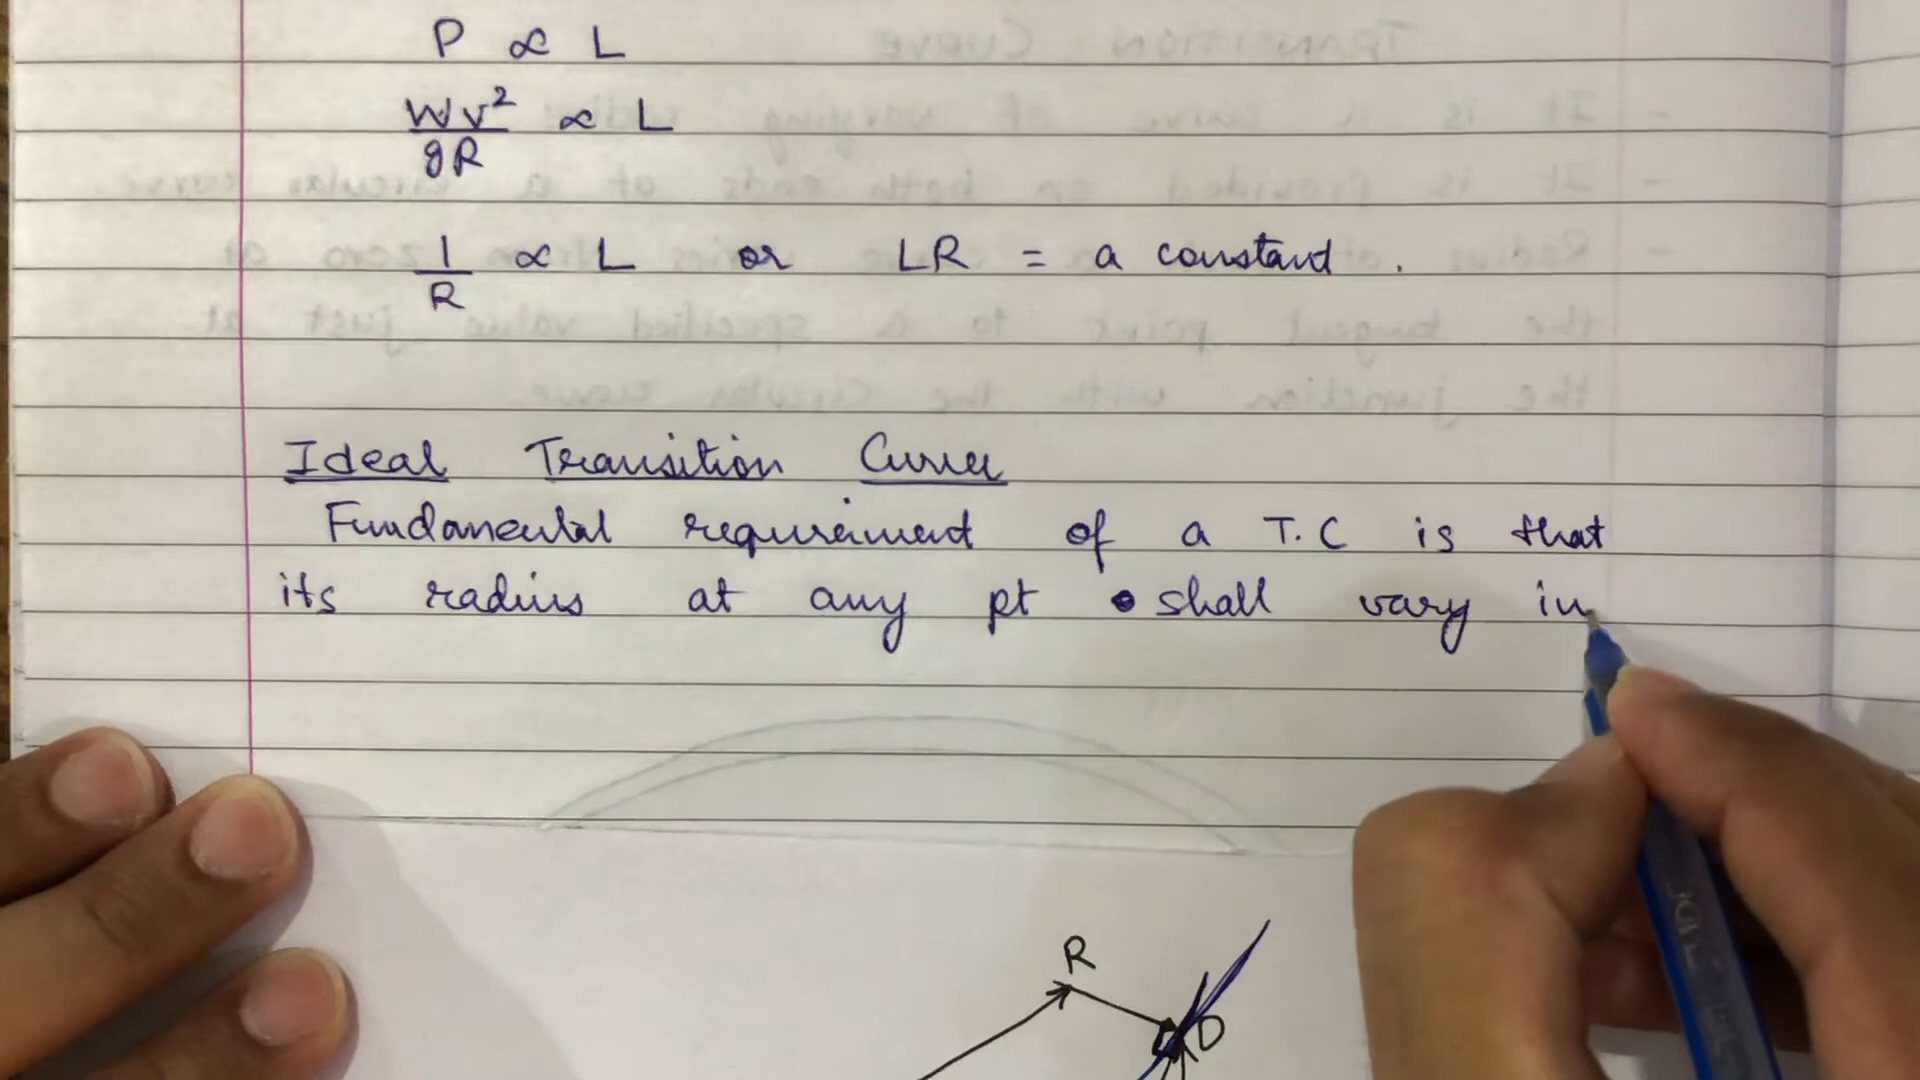 P ∝ L
Wv²/gR ∝ L
1/R ∝ L or LR = a constant.
Ideal Transition Curve
Fundamental requirement of a T.C is that
its radius at any pt shall vary in
R
D